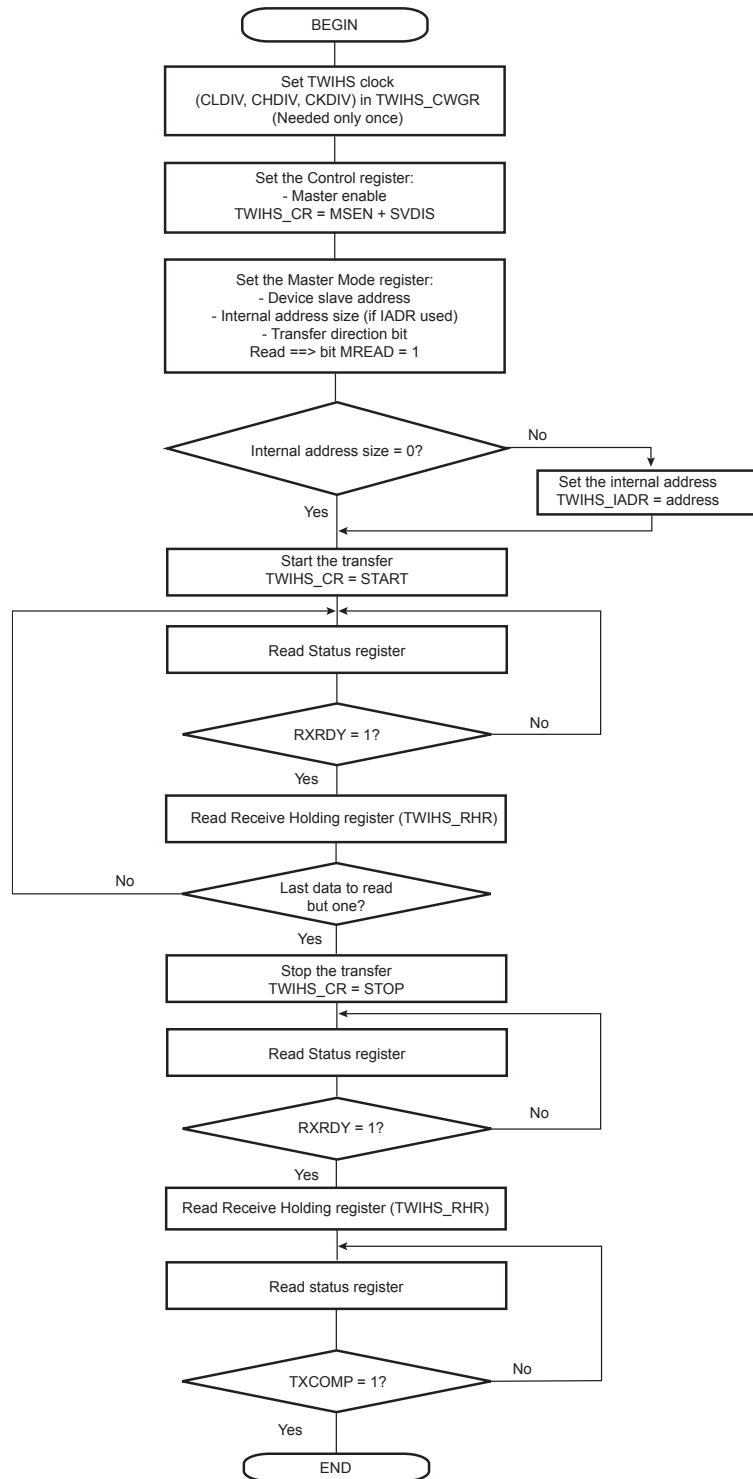 BEGIN
Set TWIHS clock
(CLDIV, CHDIV, CKDIV) in TWIHS_CWGR
(Needed only once)
Set the Control register:
- Master enable
TWIHS_CR = MSEN + SVDIS
Set the Master Mode register:
- Device slave address
- Internal address size (if IADR used)
- Transfer direction bit
Read ==> bit MREAD = 1
Internal address size = 0?
No
Set the internal address
TWIHS_IADR = address
Yes
Start the transfer
TWIHS_CR = START
Read Status register
RXRDY = 1?
No
Yes
Read Receive Holding register (TWIHS_RHR)
No
Last data to read
but one?
Yes
Stop the transfer
TWIHS_CR = STOP
Read Status register
RXRDY = 1?
No
Yes
Read Receive Holding register (TWIHS_RHR)
Read status register
TXCOMP = 1?
No
Yes
END